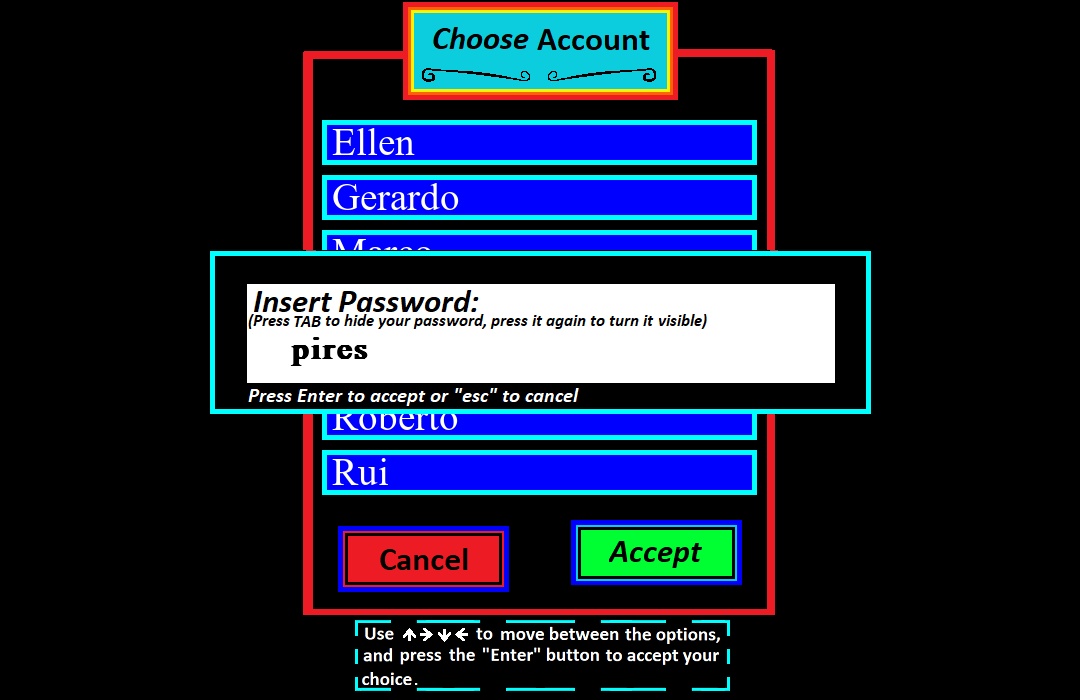 Choose Account
Ellen
Gerardo
Insert Password:
(Press TAB to hide your password, press it again to turn it visible)
pires
Press Enter to accept or "esc" to cancel
Roberto
Rui
Cancel
Accept
Use ↑→↓← to move between the options,
and press the "Enter" button to accept your
choice.